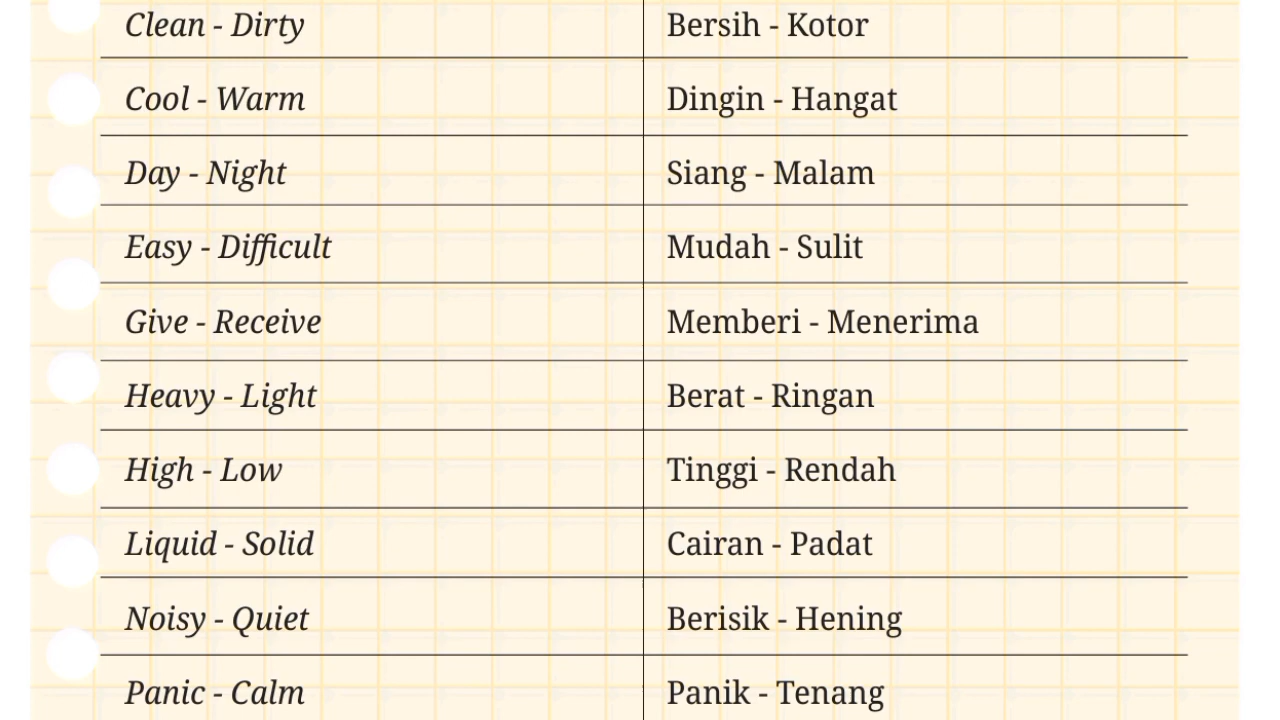 Clean - Dirty Bersih - Kotor
Cool - Warm Dingin - Hangat
Day - Night Siang - Malam
Easy - Difficult Mudah - Sulit
Give - Receive Memberi - Menerima
Heavy - Light Berat - Ringan
High - Low Tinggi - Rendah
Liquid - Solid Cairan - Padat
Noisy - Quiet Berisik - Hening
Panic - Calm Panik - Tenang